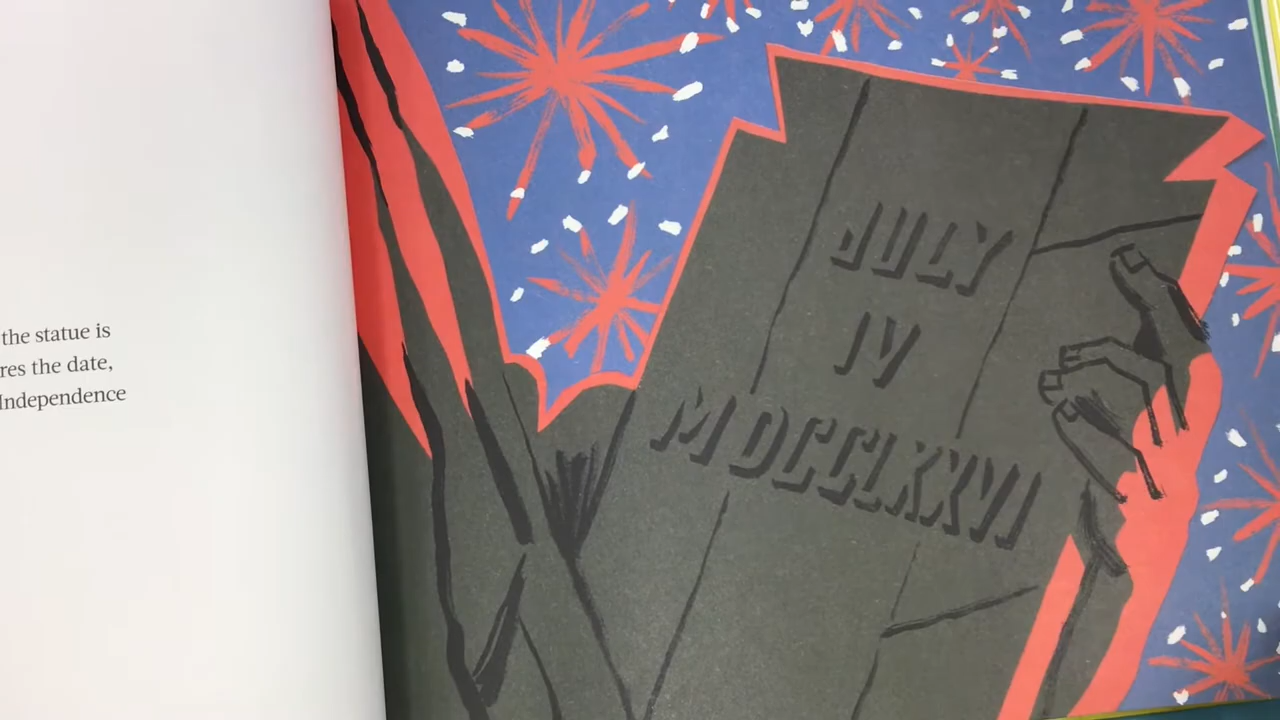 the statue is
res the date,
Independence
JULY
IV
MDCCLXXVI